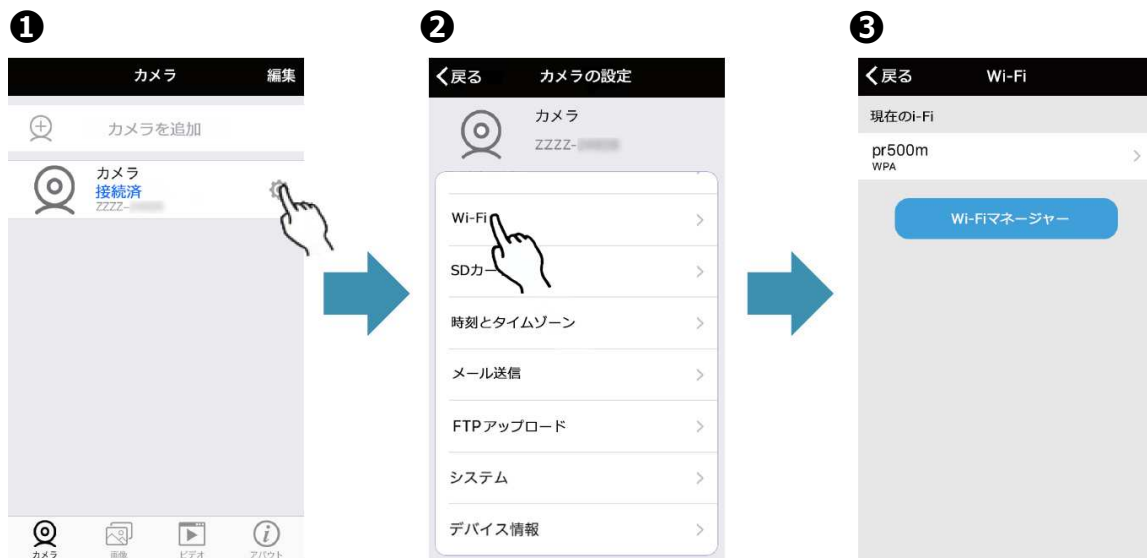 ❶
カメラ
編集
カメラを追加
カメラ
接続済
ZZZZ-
カメラ
画像
ビデオ
アバウト
❷
戻る
カメラの設定
カメラ
ZZZZ-
Wi-Fi
SDカー
時刻とタイムゾーン
メール送信
FTPアップロード
システム
デバイス情報
❸
戻る
Wi-Fi
現在のi-Fi
pr500m
WPA
Wi-Fiマネージャー